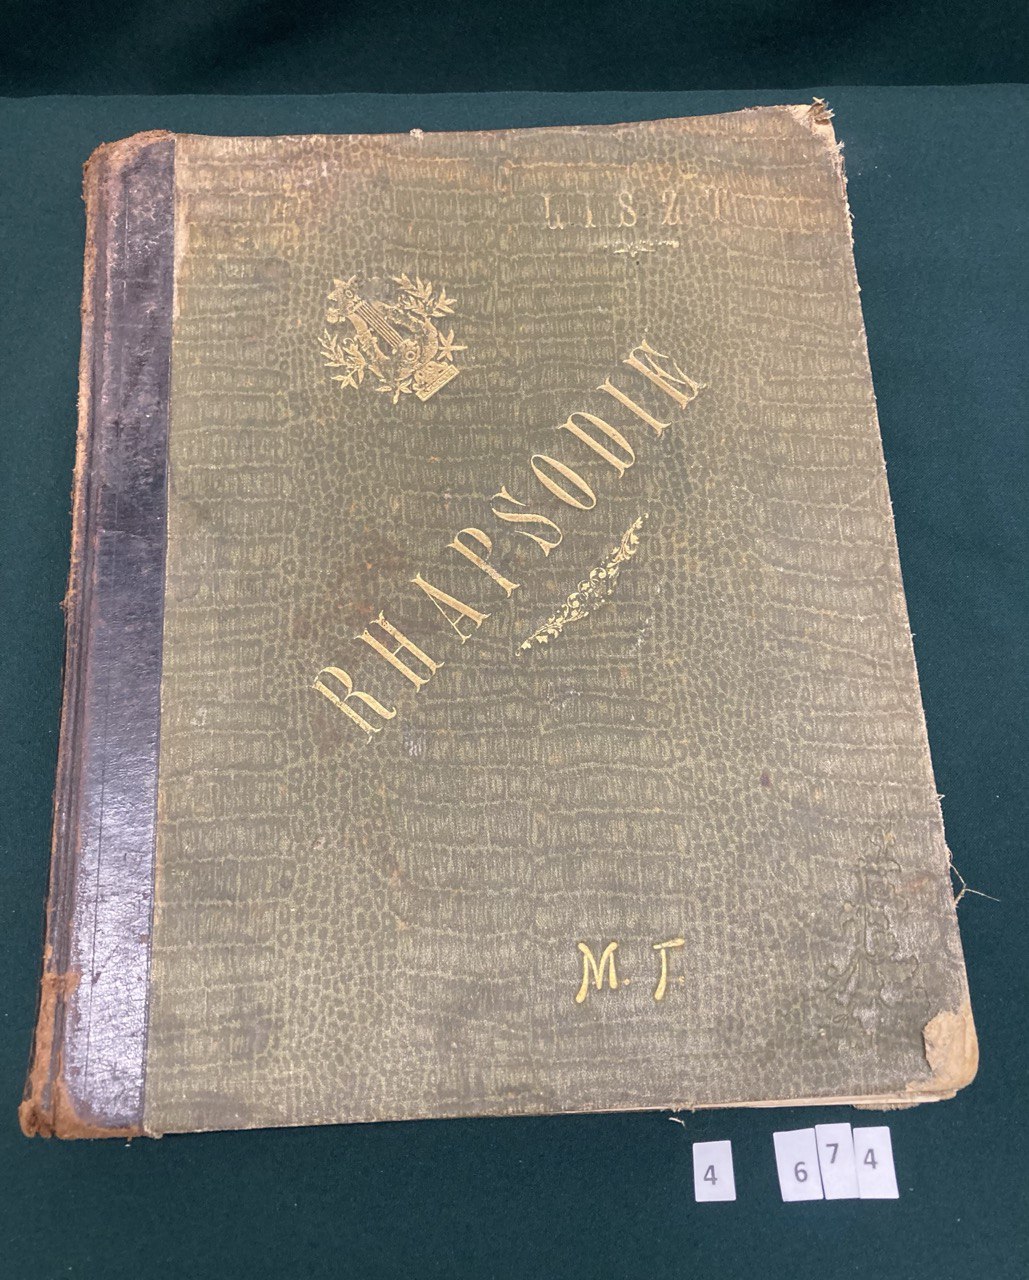 LISZT
RHAPSODIE
М. Г.
4 674